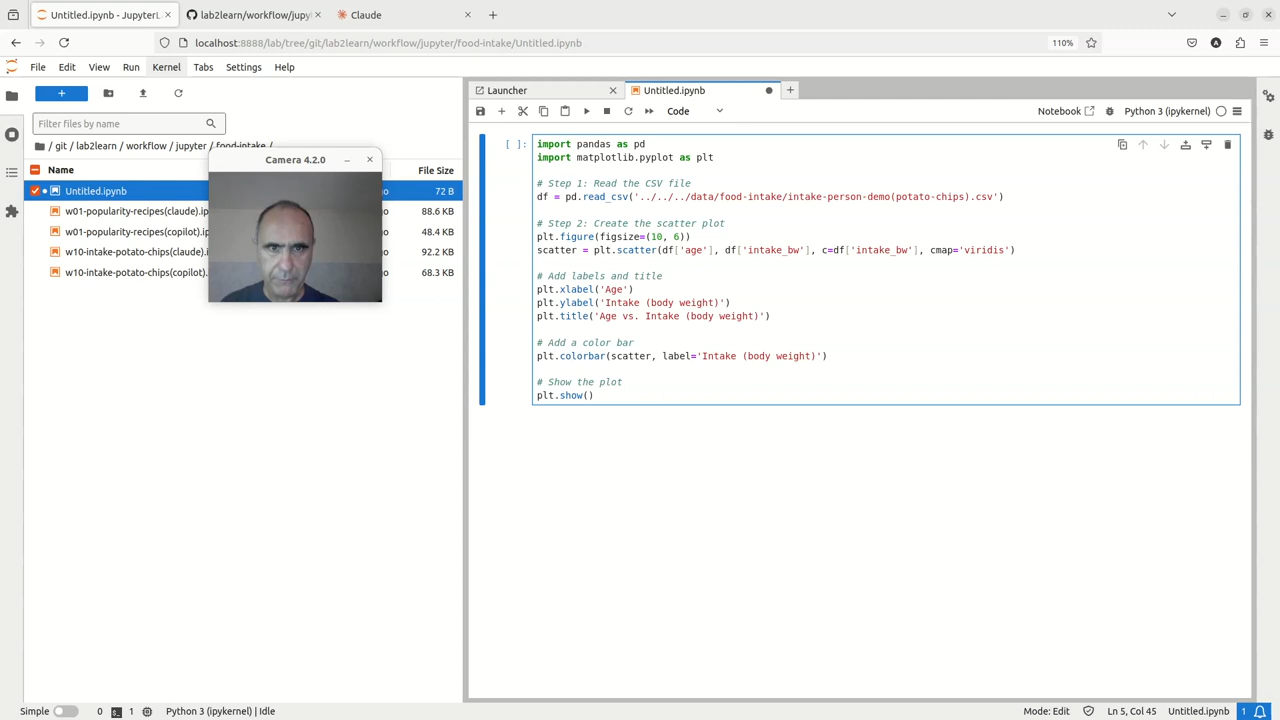 Untitled.ipynb - JupyterL
lab2learn/workflow/jupy
Claude
localhost:8888/lab/tree/git/lab2learn/workflow/jupyter/food-intake/Untitled.ipynb
110%
File Edit View Run Kernel Tabs Settings Help
Launcher
Untitled.ipynb
Code
Notebook
Python 3 (ipykernel)
Filter files by name
/ git / lab2learn / workflow / jupyter / food-intake /
Camera 4.2.0
Name
File Size
Untitled.ipynb
72 B
w01-popularity-recipes(claude).ip
88.6 KB
w01-popularity-recipes(copilot).
48.4 KB
w10-intake-potato-chips(claude).
92.2 KB
w10-intake-potato-chips(copilot).
68.3 KB
[ ]:
import pandas as pd
import matplotlib.pyplot as plt
# Step 1: Read the CSV file
df = pd.read_csv('../../../data/food-intake/intake-person-demo(potato-chips).csv')
# Step 2: Create the scatter plot
plt.figure(figsize=(10, 6))
scatter = plt.scatter(df['age'], df['intake_bw'], c=df['intake_bw'], cmap='viridis')
# Add labels and title
plt.xlabel('Age')
plt.ylabel('Intake (body weight)')
plt.title('Age vs. Intake (body weight)')
# Add a color bar
plt.colorbar(scatter, label='Intake (body weight)')
# Show the plot
plt.show()
Simple 0 1 Python 3 (ipykernel) | Idle
Mode: Edit Ln 5, Col 45 Untitled.ipynb 1